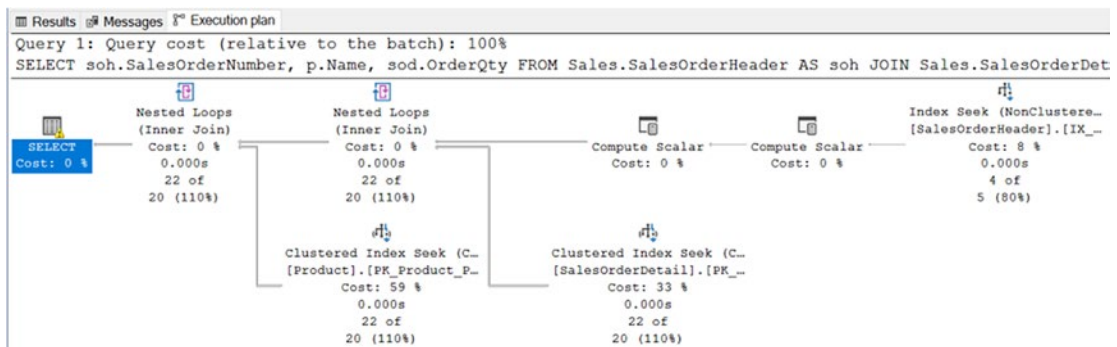 Results Messages Execution plan
Query 1: Query cost (relative to the batch): 100%
SELECT soh.SalesOrderNumber, p.Name, sod.OrderQty FROM Sales.SalesOrderHeader AS soh JOIN Sales.SalesOrderDet
SELECT
Cost: 0 %
Nested Loops
(Inner Join)
Cost: 0 %
0.000s
22 of
20 (110%)
Nested Loops
(Inner Join)
Cost: 0 %
0.000s
22 of
20 (110%)
Compute Scalar
Cost: 0 %
Compute Scalar
Cost: 0 %
Index Seek (NonClustere…
[SalesOrderHeader].[IX_…
Cost: 8 %
0.000s
4 of
5 (80%)
Clustered Index Seek (C…
[Product].[PK_Product_P…
Cost: 59 %
0.000s
22 of
20 (110%)
Clustered Index Seek (C…
[SalesOrderDetail].[PK_…
Cost: 33 %
0.000s
22 of
20 (110%)